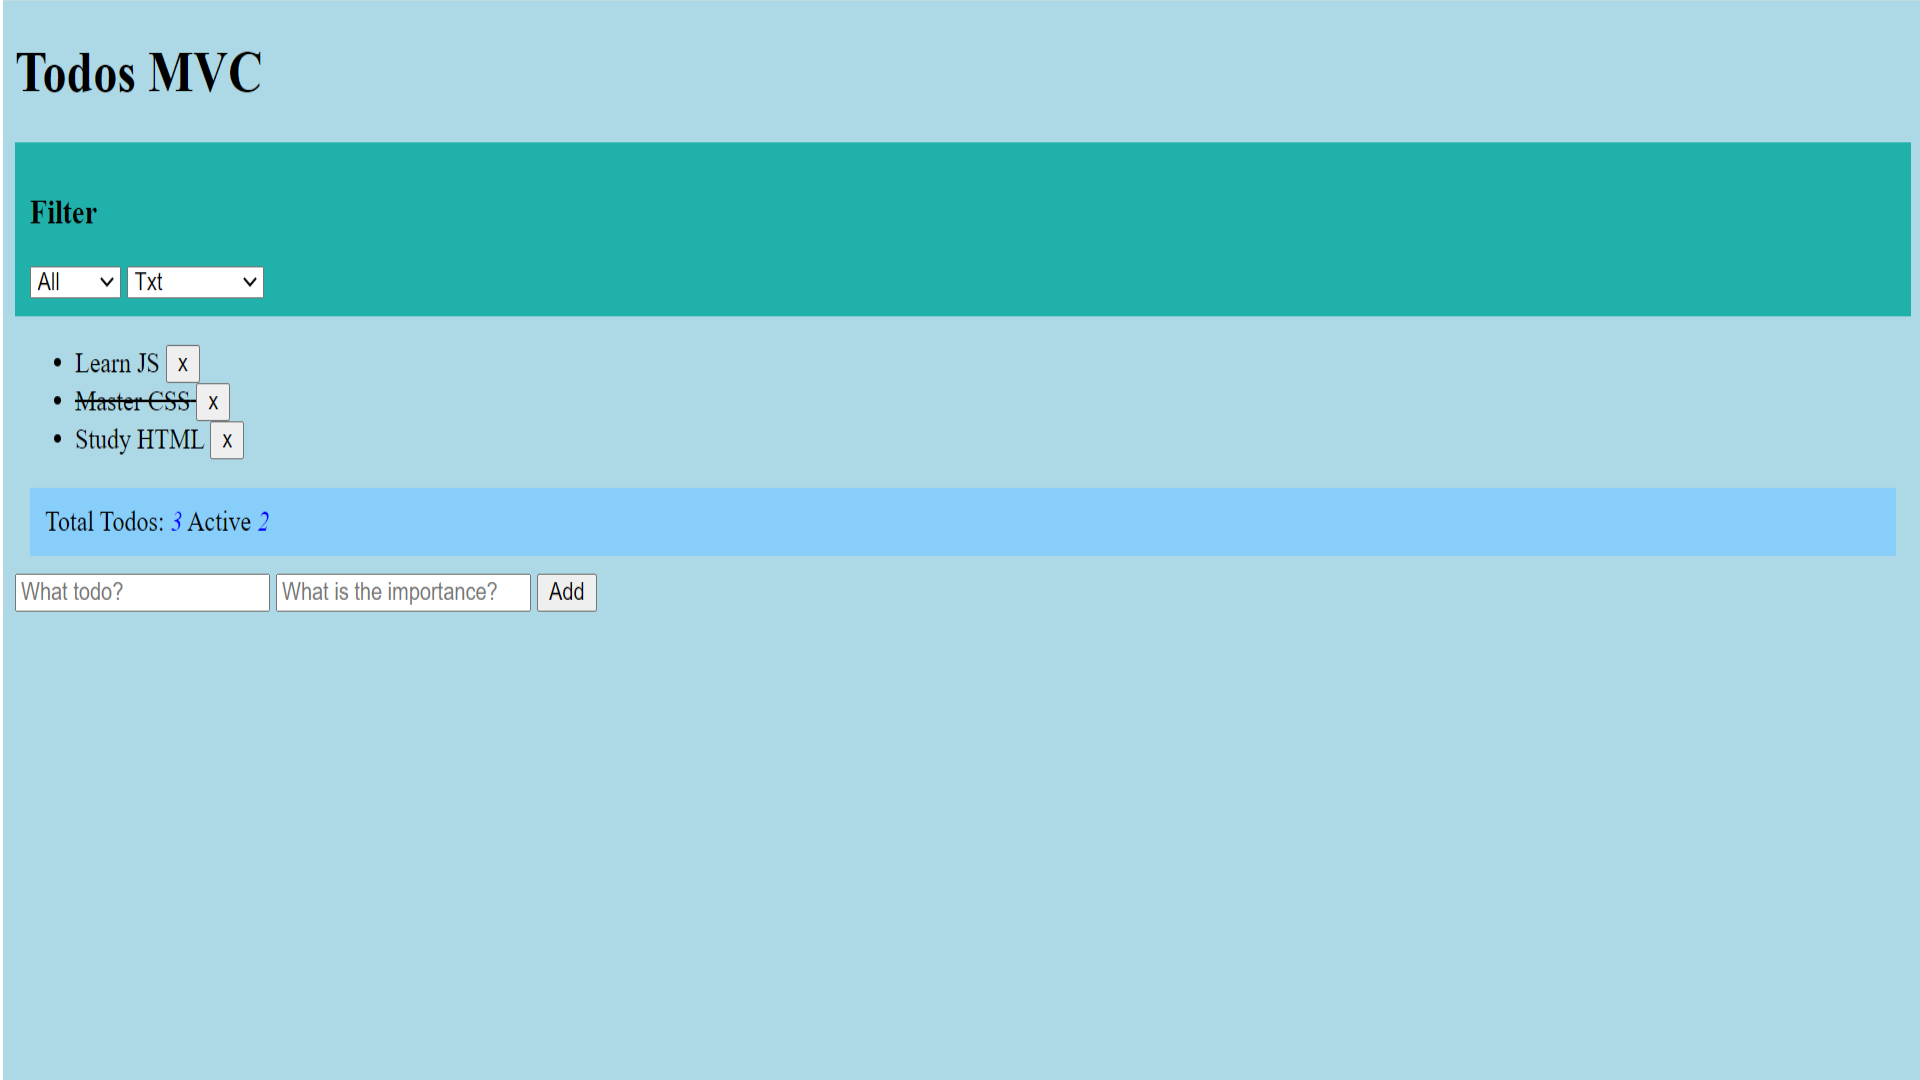 Todos MVC
Filter
All Txt
Learn JS x
Master CSS x
Study HTML x
Total Todos: 3 Active 2
What todo? What is the importance? Add